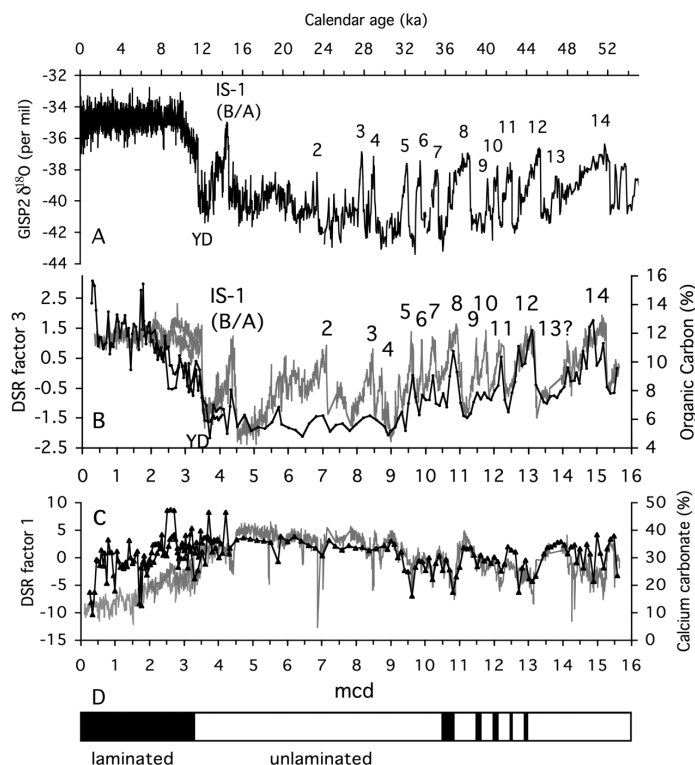 Calendar age (ka)
0 4 8 12 16 20 24 28 32 36 40 44 48 52
-32
-34
-36
-38
-40
-42
-44
GISP2 δ¹⁸O (per mil)
IS-1
(B/A)
2 3 4 5 6 7 8 9 10 11 12 13 14
A
YD
2.5
1.5
0.5
-0.5
-1.5
-2.5
DSR factor 3
IS-1
(B/A)
2 3 4 5 6 7 8 9 10 11 12 13? 14
B
YD
16
14
12
10
8
6
4
Organic Carbon (%)
0 1 2 3 4 5 6 7 8 9 10 11 12 13 14 15 16
10
5
0
-5
-10
-15
DSR factor 1
C
50
40
30
20
10
0
Calcium carbonate (%)
0 1 2 3 4 5 6 7 8 9 10 11 12 13 14 15 16
mcd
D
laminated unlaminated